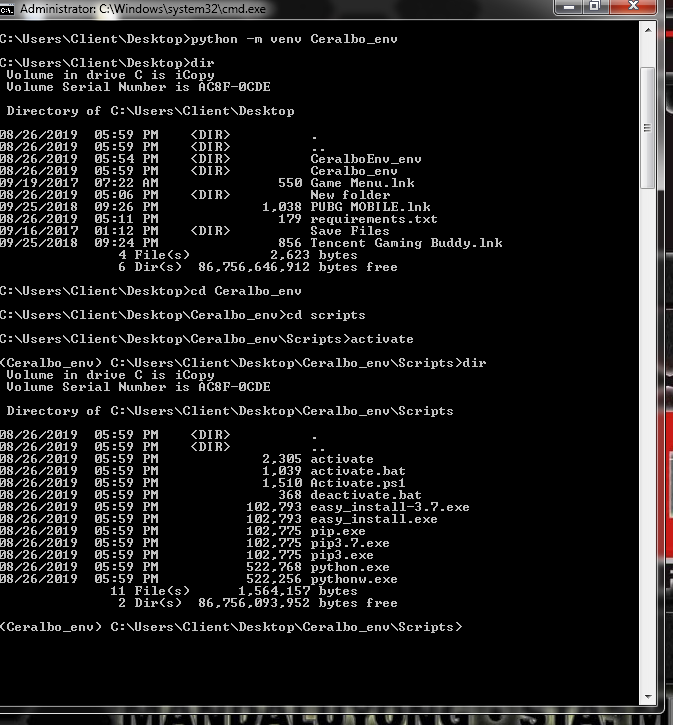 Administrator: C:\Windows\system32\cmd.exe
C:\Users\Client\Desktop>python -m venv Ceralbo_env
C:\Users\Client\Desktop>dir
 Volume in drive C is iCopy
 Volume Serial Number is AC8F-0CDE
 Directory of C:\Users\Client\Desktop
08/26/2019  05:59 PM    <DIR>          .
08/26/2019  05:59 PM    <DIR>          ..
08/26/2019  05:54 PM    <DIR>          CeralboEnv_env
08/26/2019  05:59 PM    <DIR>          Ceralbo_env
09/19/2017  07:22 AM               550 Game Menu.lnk
08/26/2019  05:06 PM    <DIR>          New folder
09/25/2018  09:26 PM             1,038 PUBG MOBILE.lnk
08/26/2019  05:11 PM               179 requirements.txt
09/16/2017  01:12 PM    <DIR>          Save Files
09/25/2018  09:24 PM               856 Tencent Gaming Buddy.lnk
               4 File(s)          2,623 bytes
               6 Dir(s)  86,756,646,912 bytes free
C:\Users\Client\Desktop>cd Ceralbo_env
C:\Users\Client\Desktop\Ceralbo_env>cd scripts
C:\Users\Client\Desktop\Ceralbo_env\Scripts>activate
(Ceralbo_env) C:\Users\Client\Desktop\Ceralbo_env\Scripts>dir
 Volume in drive C is iCopy
 Volume Serial Number is AC8F-0CDE
 Directory of C:\Users\Client\Desktop\Ceralbo_env\Scripts
08/26/2019  05:59 PM    <DIR>          .
08/26/2019  05:59 PM    <DIR>          ..
08/26/2019  05:59 PM             2,305 activate
08/26/2019  05:59 PM             1,039 activate.bat
08/26/2019  05:59 PM             1,510 Activate.ps1
08/26/2019  05:59 PM               368 deactivate.bat
08/26/2019  05:59 PM           102,793 easy_install-3.7.exe
08/26/2019  05:59 PM           102,793 easy_install.exe
08/26/2019  05:59 PM           102,775 pip.exe
08/26/2019  05:59 PM           102,775 pip3.7.exe
08/26/2019  05:59 PM           102,775 pip3.exe
08/26/2019  05:59 PM           522,768 python.exe
08/26/2019  05:59 PM           522,256 pythonw.exe
              11 File(s)      1,564,157 bytes
               2 Dir(s)  86,756,093,952 bytes free
(Ceralbo_env) C:\Users\Client\Desktop\Ceralbo_env\Scripts>